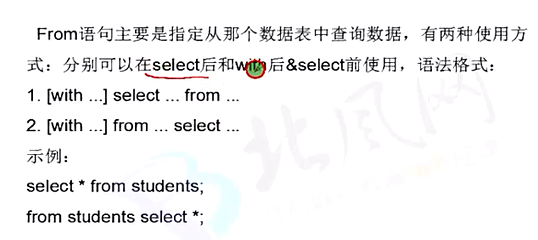 From语句主要是指定从那个数据表中查询数据，有两种使用方
式：分别可以在select后和with后&select前使用，语法格式：
1. [with ...] select ... from ...
2. [with ...] from ... select ...
示例：
select * from students;
from students select *;
北风网